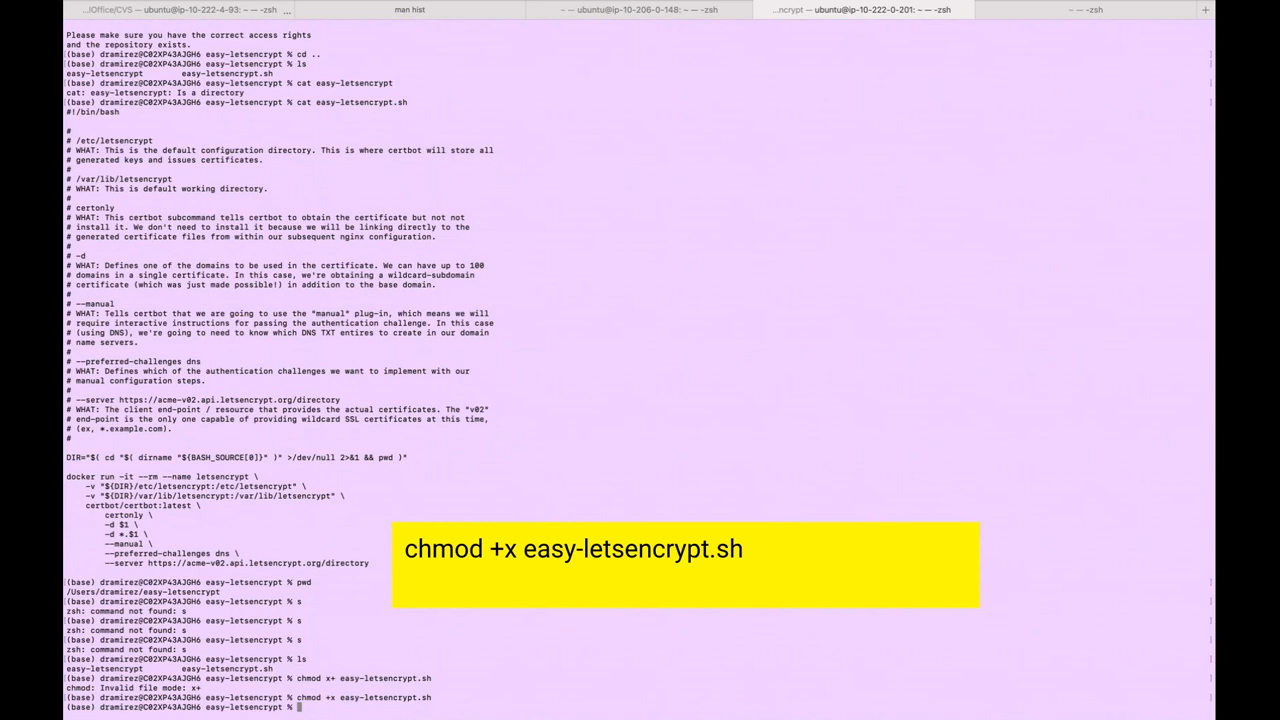 ...lOffice/CVS — ubuntu@ip-10-222-4-93: ~ — -zsh ...
man hist
~ — ubuntu@ip-10-206-0-148: ~ — -zsh
...ncrypt — ubuntu@ip-10-222-0-201: ~ — -zsh
~ — -zsh
+
Please make sure you have the correct access rights
and the repository exists.
(base) dramirez@C02XP43AJGH6 easy-letsencrypt % cd ..
(base) dramirez@C02XP43AJGH6 easy-letsencrypt % ls
easy-letsencrypt easy-letsencrypt.sh
(base) dramirez@C02XP43AJGH6 easy-letsencrypt % cat easy-letsencrypt
cat: easy-letsencrypt: Is a directory
(base) dramirez@C02XP43AJGH6 easy-letsencrypt % cat easy-letsencrypt.sh
#!/bin/bash
#
# /etc/letsencrypt
# WHAT: This is the default configuration directory. This is where certbot will store all
# generated keys and issues certificates.
#
# /var/lib/letsencrypt
# WHAT: This is default working directory.
#
# certonly
# WHAT: This certbot subcommand tells certbot to obtain the certificate but not not
# install it. We don't need to install it because we will be linking directly to the
# generated certificate files from within our subsequent nginx configuration.
#
# -d
# WHAT: Defines one of the domains to be used in the certificate. We can have up to 100
# domains in a single certificate. In this case, we're obtaining a wildcard-subdomain
# certificate (which was just made possible!) in addition to the base domain.
#
# --manual
# WHAT: Tells certbot that we are going to use the "manual" plug-in, which means we will
# require interactive instructions for passing the authentication challenge. In this case
# (using DNS), we're going to need to know which DNS TXT entires to create in our domain
# name servers.
#
# --preferred-challenges dns
# WHAT: Defines which of the authentication challenges we want to implement with our
# manual configuration steps.
#
# --server https://acme-v02.api.letsencrypt.org/directory
# WHAT: The client end-point / resource that provides the actual certificates. The "v02"
# end-point is the only one capable of providing wildcard SSL certificates at this time,
# (ex, *.example.com).
#
DIR="$( cd "$( dirname "${BASH_SOURCE[0]}" )" >/dev/null 2>&1 && pwd )"
docker run -it --rm --name letsencrypt \
-v "${DIR}/etc/letsencrypt:/etc/letsencrypt" \
-v "${DIR}/var/lib/letsencrypt:/var/lib/letsencrypt" \
certbot/certbot:latest \
certonly \
-d $1 \
-d *.$1 \
--manual \
--preferred-challenges dns \
--server https://acme-v02.api.letsencrypt.org/directory
chmod +x easy-letsencrypt.sh
(base) dramirez@C02XP43AJGH6 easy-letsencrypt % pwd
/Users/dramirez/easy-letsencrypt
(base) dramirez@C02XP43AJGH6 easy-letsencrypt % s
zsh: command not found: s
(base) dramirez@C02XP43AJGH6 easy-letsencrypt % s
zsh: command not found: s
(base) dramirez@C02XP43AJGH6 easy-letsencrypt % s
zsh: command not found: s
(base) dramirez@C02XP43AJGH6 easy-letsencrypt % ls
easy-letsencrypt easy-letsencrypt.sh
(base) dramirez@C02XP43AJGH6 easy-letsencrypt % chmod x+ easy-letsencrypt.sh
chmod: Invalid file mode: x+
(base) dramirez@C02XP43AJGH6 easy-letsencrypt % chmod +x easy-letsencrypt.sh
(base) dramirez@C02XP43AJGH6 easy-letsencrypt %